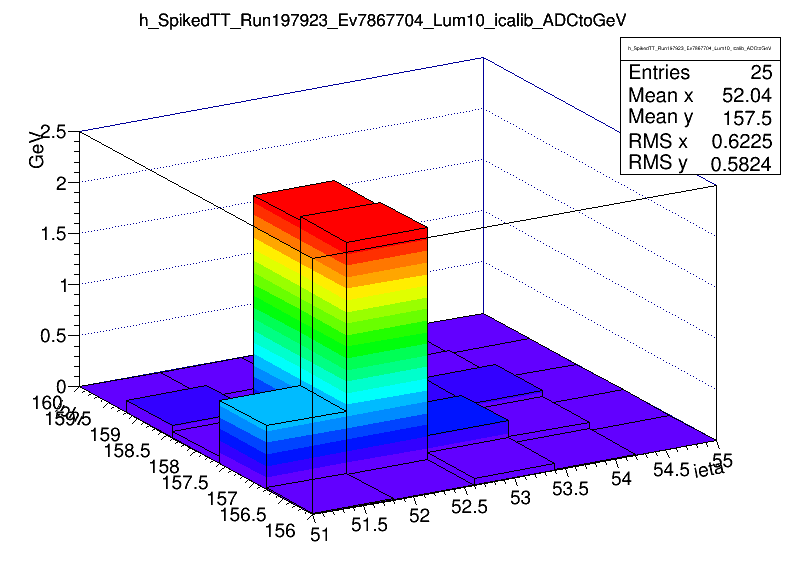 h_SpikedTT_Run197923_Ev7867704_Lum10_icalib_ADCtoGeV
h_SpikedTT_Run197923_Ev7867704_Lum10_icalib_ADCtoGeV
Entries 25
Mean x 52.04
Mean y 157.5
RMS x 0.6225
RMS y 0.5824
GeV
2.5
2
1.5
1
0.5
0
160
159.5
159
158.5
158
157.5
157
156.5
156
51
51.5
52
52.5
53
53.5
54
54.5
55
ieta